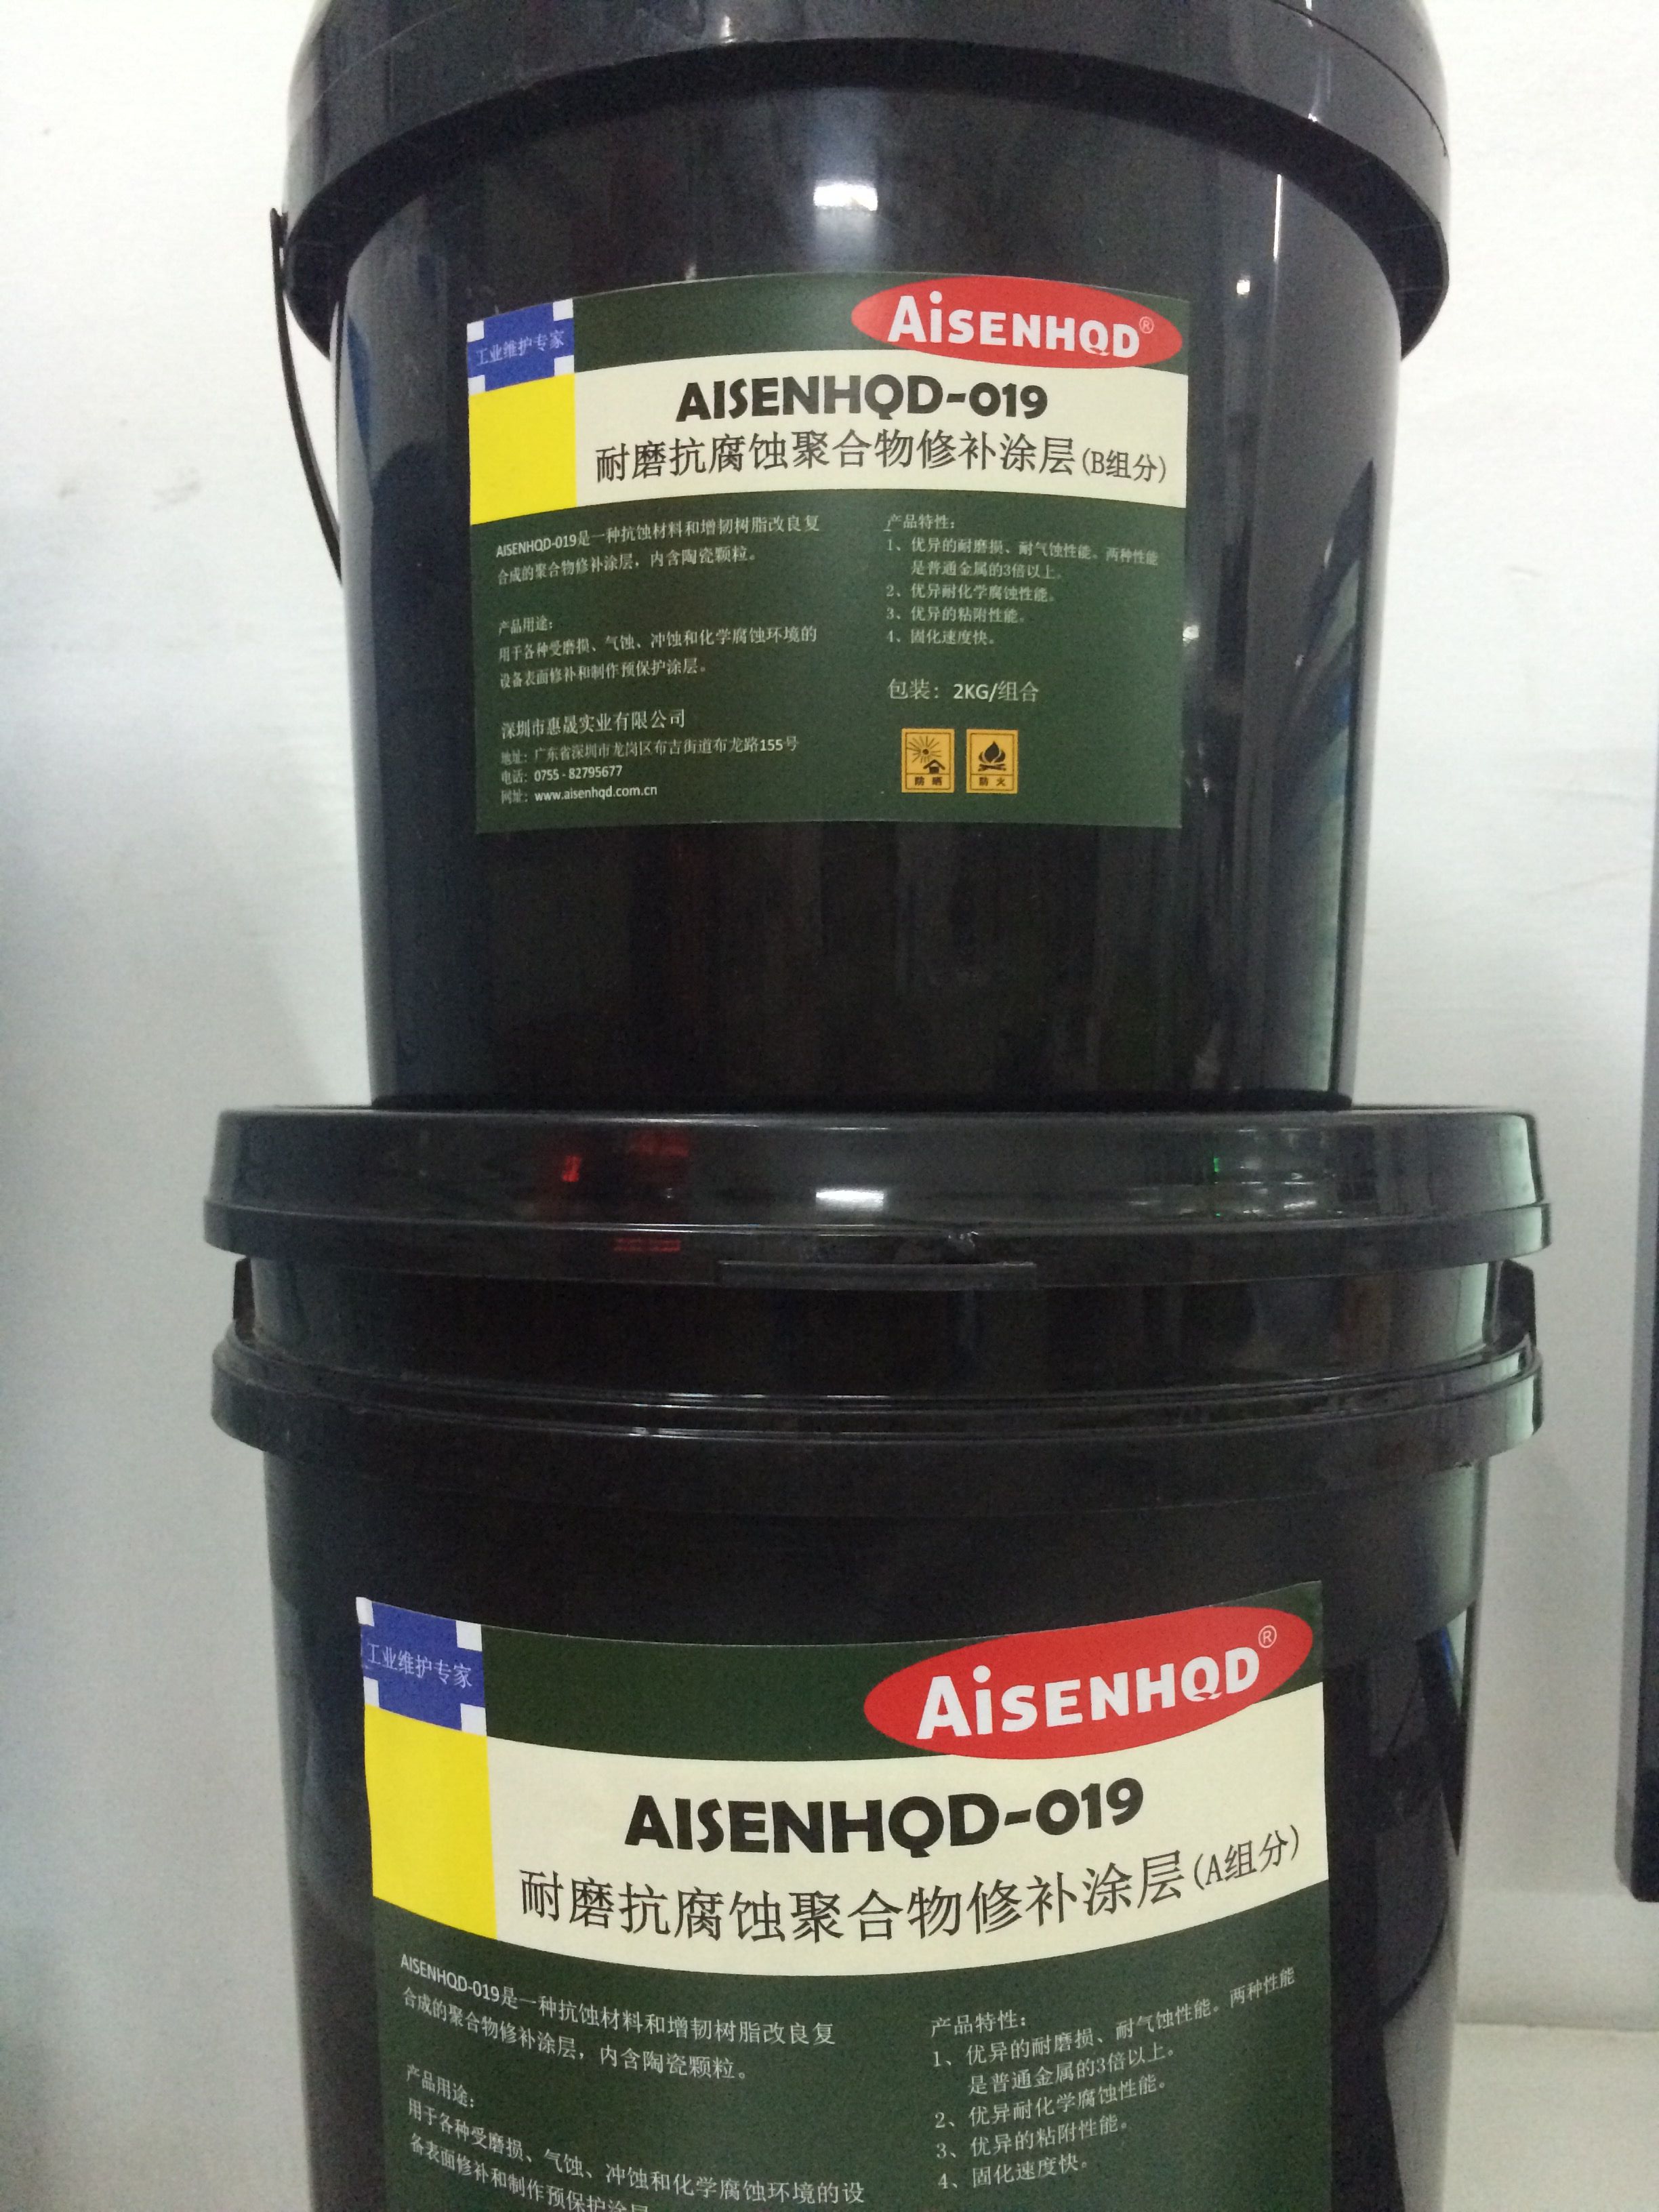 工业维护专家
AiSENHQD®
AISENHQD-019
耐磨抗腐蚀聚合物修补涂层(B组分)
AISENHQD-019是一种抗蚀材料和增韧树脂改良复
合成的聚合物修补涂层，内含陶瓷颗粒。
产品用途：
用于各种受磨损、气蚀、冲蚀和化学腐蚀环境的
设备表面修补和制作预保护涂层。
深圳市惠晟实业有限公司
地址：广东省深圳市龙岗区布吉街道布龙路155号
电话：0755 - 82795677
网址：www.aisenhqd.com.cn
产品特性：
1、优异的耐磨损、耐气蚀性能。两种性能
是普通金属的3倍以上。
2、优异耐化学腐蚀性能。
3、优异的粘附性能。
4、固化速度快。
包装：2KG/组合
防晒
防火
工业维护专家
AiSENHQD®
AISENHQD-019
耐磨抗腐蚀聚合物修补涂层(A组分)
AISENHQD-019是一种抗蚀材料和增韧树脂改良复
合成的聚合物修补涂层，内含陶瓷颗粒。
产品用途：
用于各种受磨损、气蚀、冲蚀和化学腐蚀环境的设
备表面修补和制作预保护涂层
产品特性：
1、优异的耐磨损、耐气蚀性能。两种性能
是普通金属的3倍以上。
2、优异耐化学腐蚀性能。
3、优异的粘附性能。
4、固化速度快。